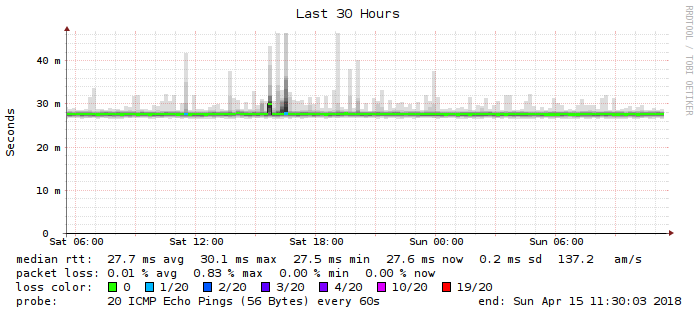 Last 30 Hours
RRDTOOL / TOBI OETIKER
Seconds
40 m
30 m
20 m
10 m
0
Sat 06:00 Sat 12:00 Sat 18:00 Sun 00:00 Sun 06:00
median rtt: 27.7 ms avg 30.1 ms max 27.5 ms min 27.6 ms now 0.2 ms sd 137.2 am/s
packet loss: 0.01 % avg 0.83 % max 0.00 % min 0.00 % now
loss color: 0 1/20 2/20 3/20 4/20 10/20 19/20
probe: 20 ICMP Echo Pings (56 Bytes) every 60s end: Sun Apr 15 11:30:03 2018